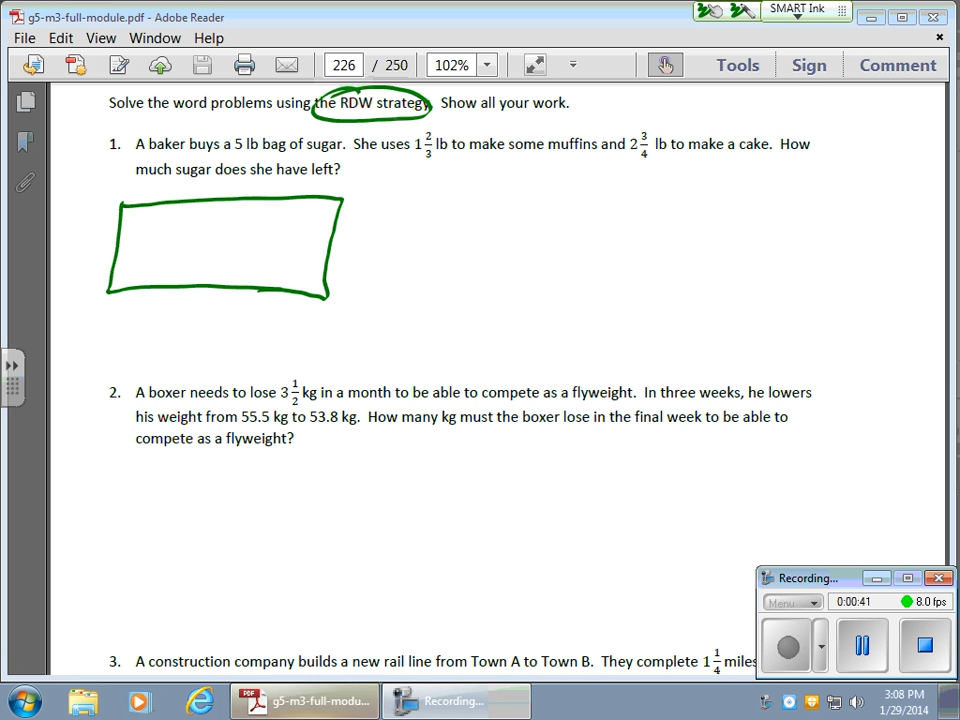 g5-m3-full-module.pdf - Adobe Reader
SMART Ink
File Edit View Window Help
226 / 250 102% Tools Sign Comment
Solve the word problems using the RDW strategy. Show all your work.
1. A baker buys a 5 lb bag of sugar. She uses 1 2/3 lb to make some muffins and 2 3/4 lb to make a cake. How
much sugar does she have left?
2. A boxer needs to lose 3 1/2 kg in a month to be able to compete as a flyweight. In three weeks, he lowers
his weight from 55.5 kg to 53.8 kg. How many kg must the boxer lose in the final week to be able to
compete as a flyweight?
Recording...
Menu 0:00:41 8.0 fps
3. A construction company builds a new rail line from Town A to Town B. They complete 1 1/4 miles
PDF g5-m3-full-modu... Recording... 3:08 PM
1/29/2014